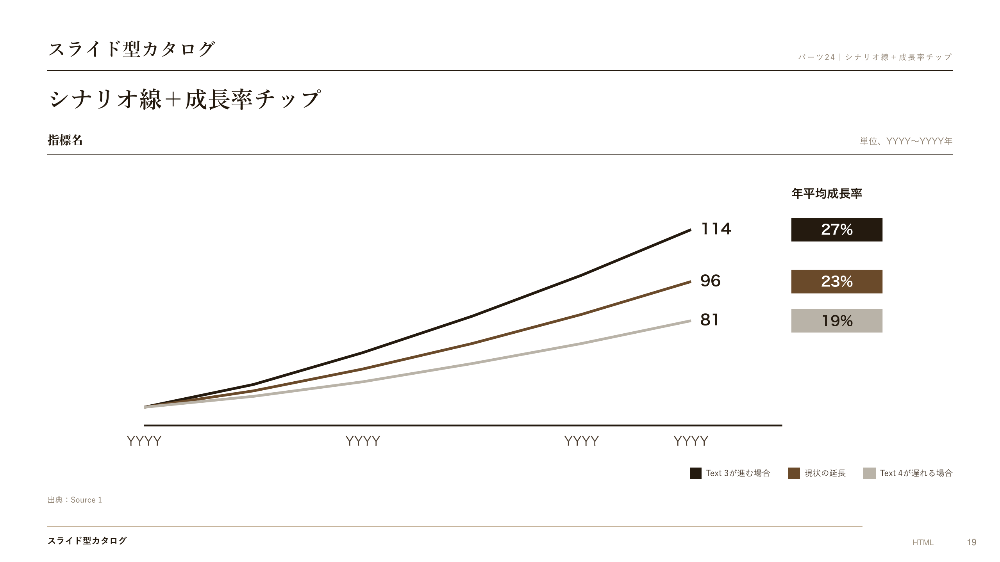 スライド型カタログ
パーツ24｜シナリオ線＋成長率チップ
シナリオ線＋成長率チップ
指標名
単位、YYYY〜YYYY年
年平均成長率
114
27%
96
23%
81
19%
YYYY
YYYY
YYYY
YYYY
Text 3が進む場合
現状の延長
Text 4が遅れる場合
出典：Source 1
スライド型カタログ
HTML
19